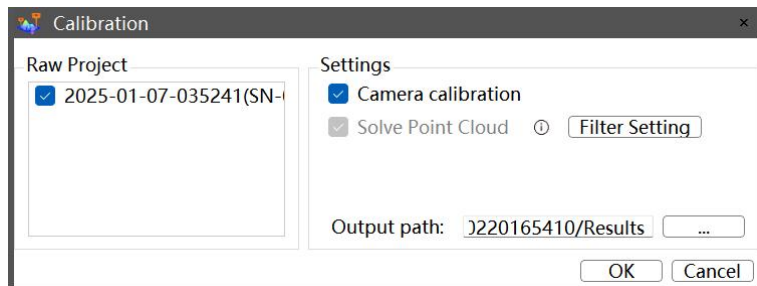 Calibration
Raw Project
2025-01-07-035241(SN-
Settings
Camera calibration
Solve Point Cloud
Filter Setting
Output path: 0220165410/Results ...
OK Cancel